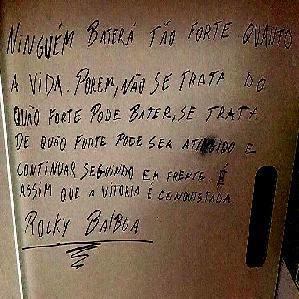 NINGUÉM BATERÁ TÃO FORTE QUANTO
A VIDA. PORÉM, NÃO SE TRATA DO
QUÃO FORTE PODE BATER, SE TRATA
DE QUÃO FORTE PODE SER ATINGIDO E
CONTINUAR SEGUINDO EM FRENTE. É
ASSIM QUE A VITÓRIA É CONQUISTADA
ROCKY BALBOA